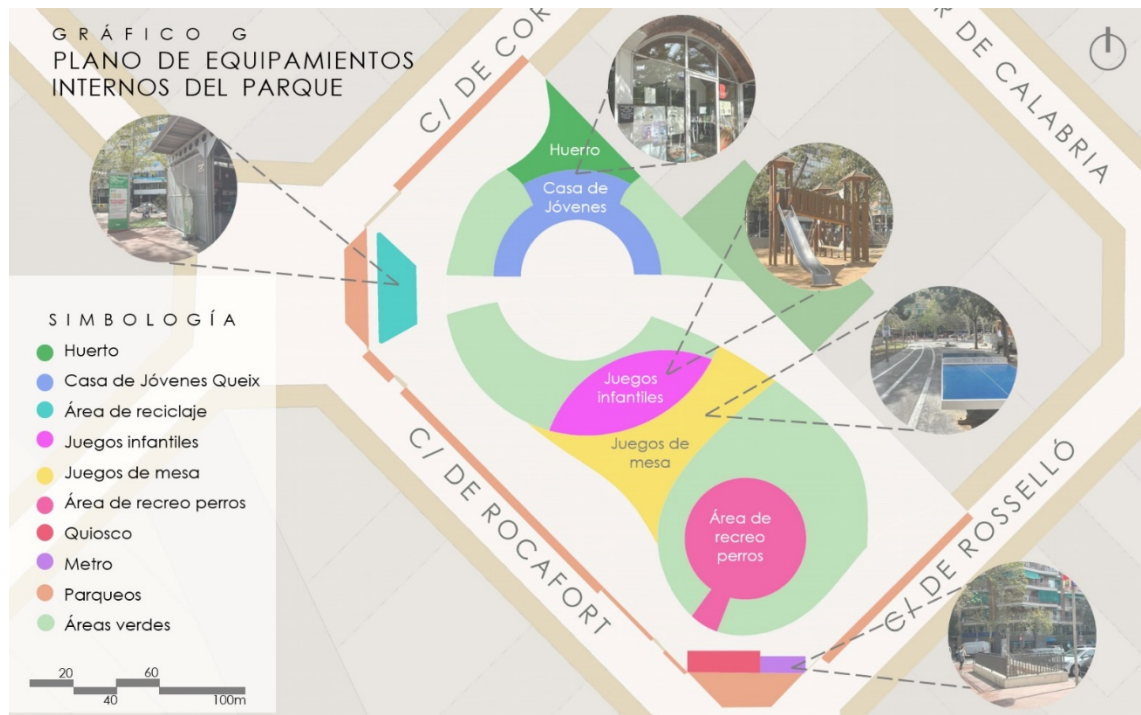 GRÁFICO G
PLANO DE EQUIPAMIENTOS
INTERNOS DEL PARQUE
C/ DE COR
R DE CALABRIA
Huerto
Casa de
Jóvenes
Juegos
infantiles
Juegos de
mesa
Área de
recreo
perros
C/ DE ROCAFORT
C/ DE ROSSELLÓ
SIMBOLOGÍA
Huerto
Casa de Jóvenes Queix
Área de reciclaje
Juegos infantiles
Juegos de mesa
Área de recreo perros
Quiosco
Metro
Parqueos
Áreas verdes
20 60
40 100m